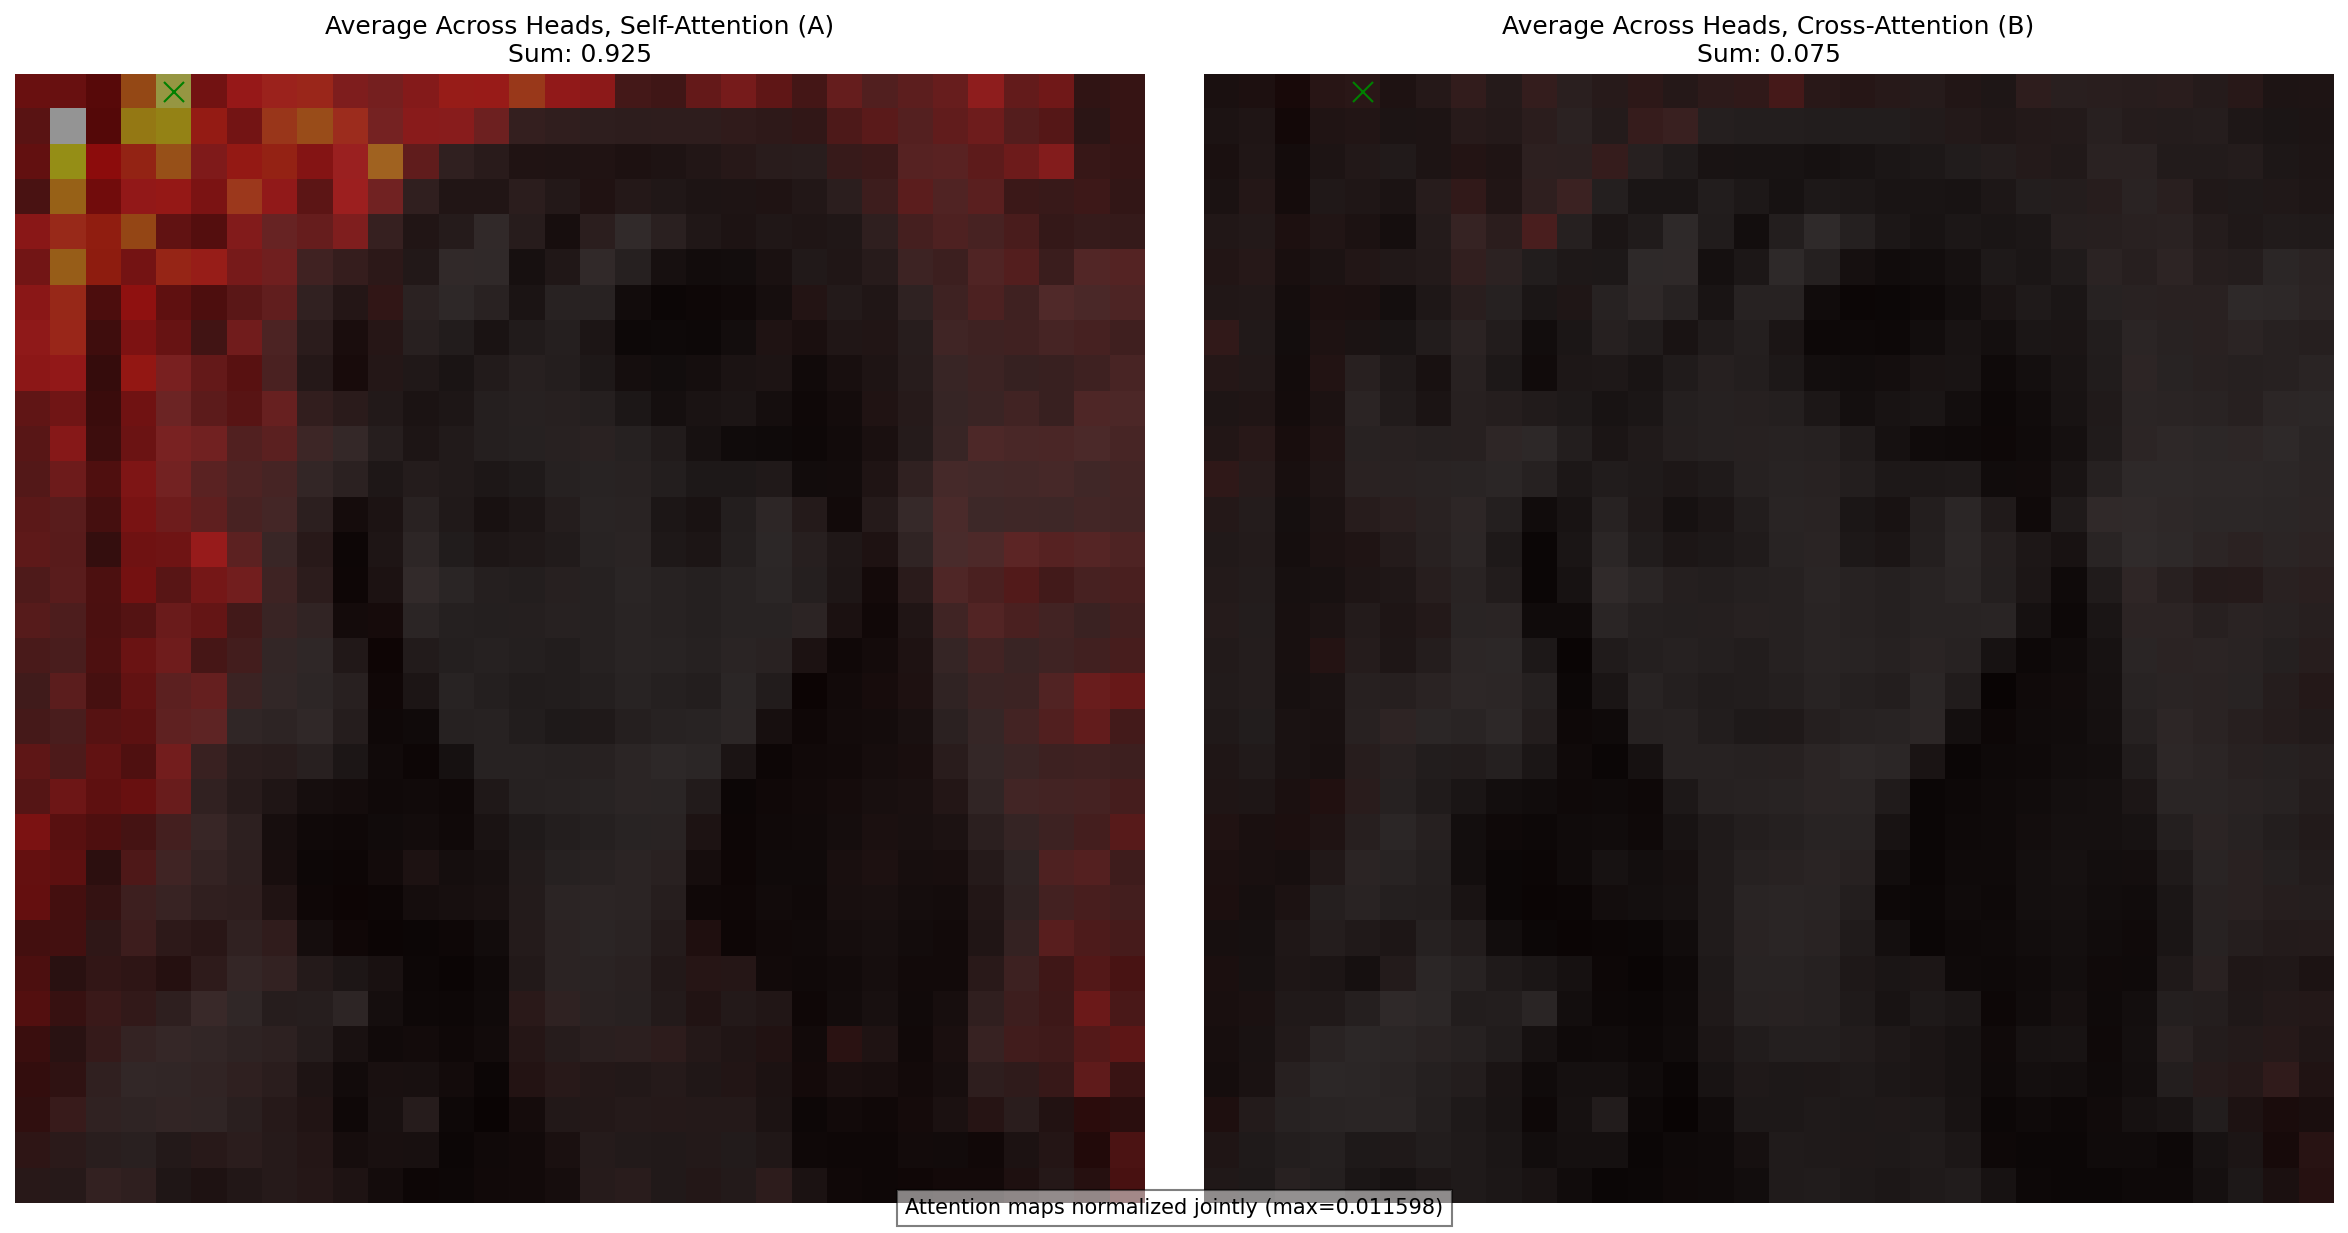 Average Across Heads, Self-Attention (A)
Sum: 0.925
Average Across Heads, Cross-Attention (B)
Sum: 0.075
Attention maps normalized jointly (max=0.011598)